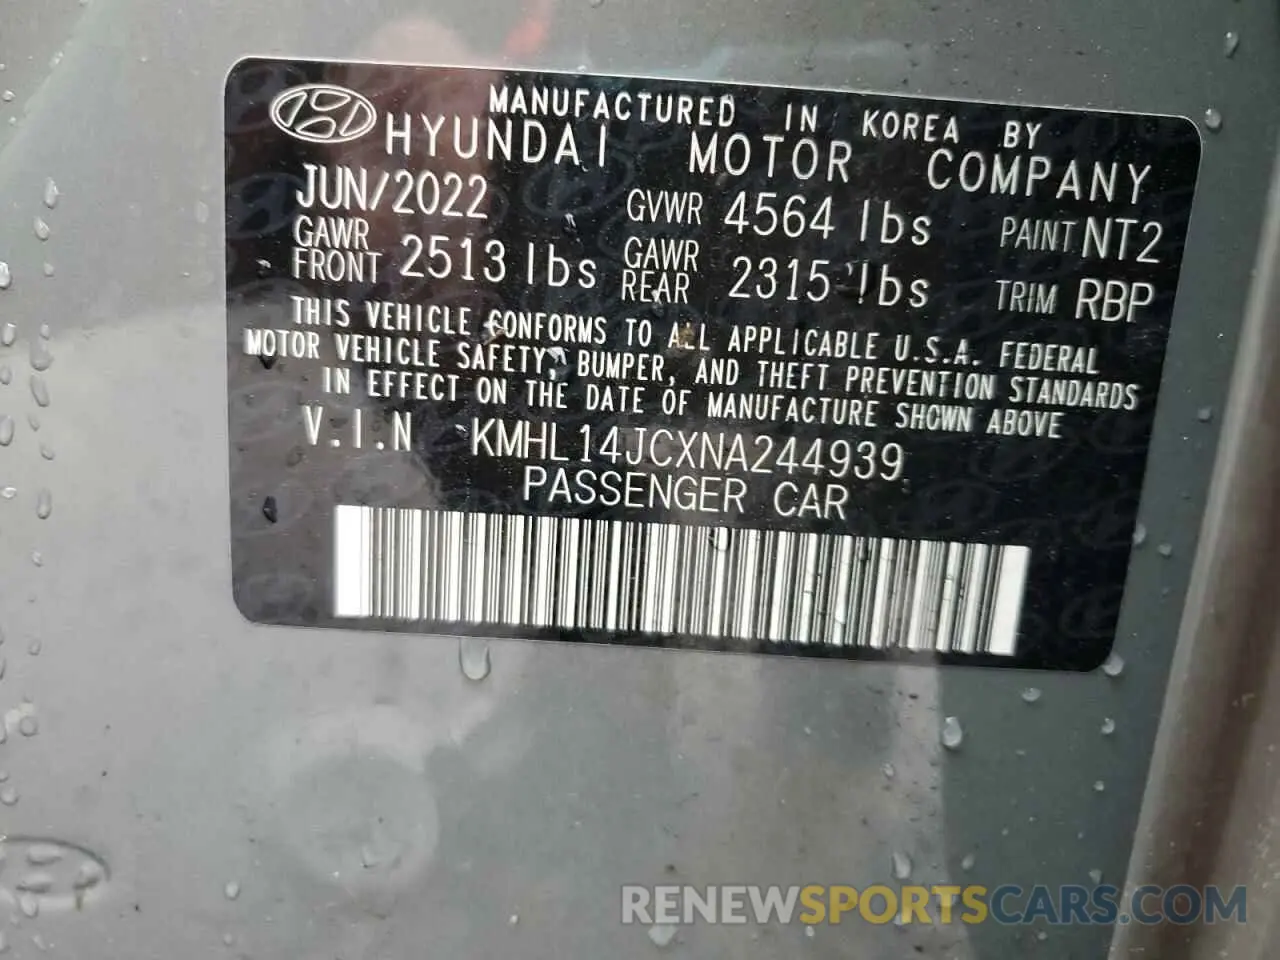 MANUFACTURED IN KOREA BY
HYUNDAI MOTOR COMPANY
JUN/2022 GVWR 4564 lbs PAINT NT2
GAWR FRONT 2513 lbs GAWR REAR 2315 lbs TRIM RBP
THIS VEHICLE CONFORMS TO ALL APPLICABLE U.S.A. FEDERAL
MOTOR VEHICLE SAFETY, BUMPER, AND THEFT PREVENTION STANDARDS
IN EFFECT ON THE DATE OF MANUFACTURE SHOWN ABOVE
V.I.N KMHL14JCXNA244939
PASSENGER CAR
RENEWSPORTSCARS.COM